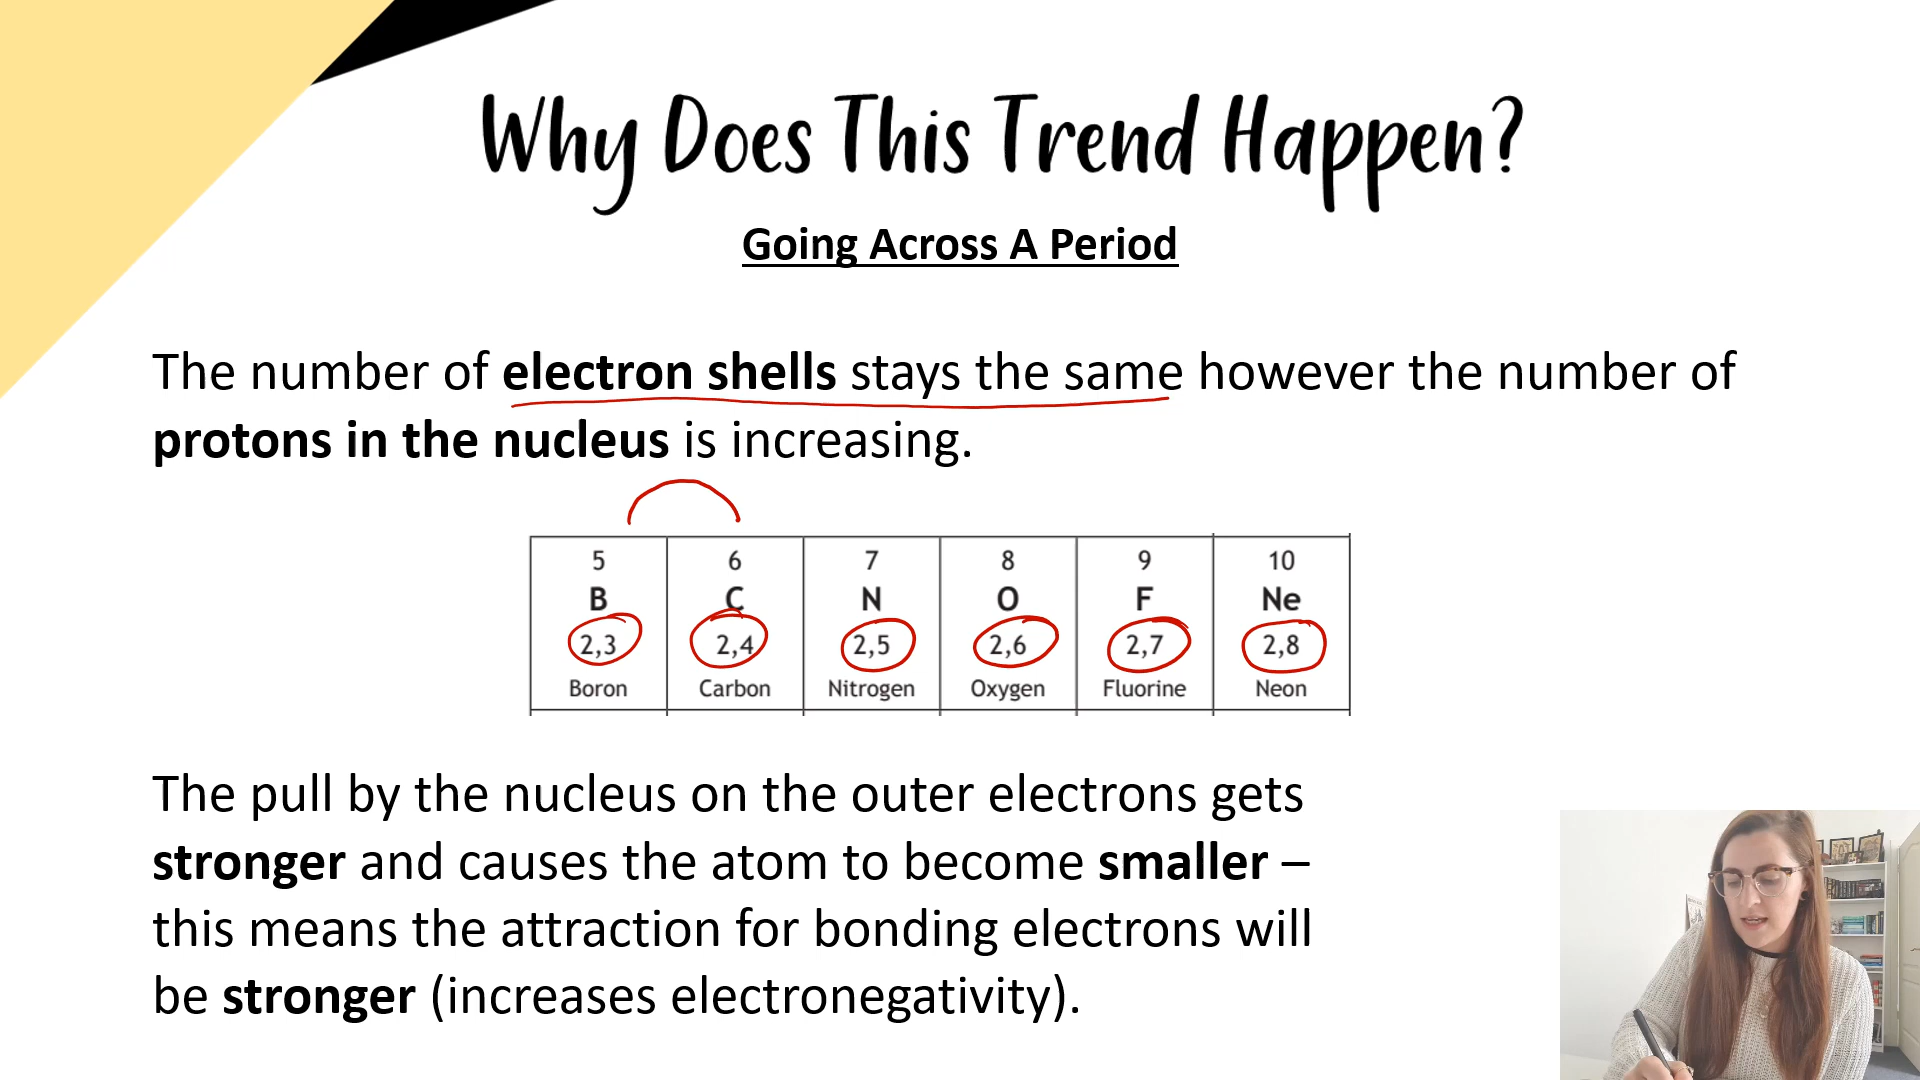 Why Does This Trend Happen?
Going Across A Period
The number of electron shells stays the same however the number of
protons in the nucleus is increasing.
5 6 7 8 9 10
B C N O F Ne
2,3 2,4 2,5 2,6 2,7 2,8
Boron Carbon Nitrogen Oxygen Fluorine Neon
The pull by the nucleus on the outer electrons gets
stronger and causes the atom to become smaller –
this means the attraction for bonding electrons will
be stronger (increases electronegativity).